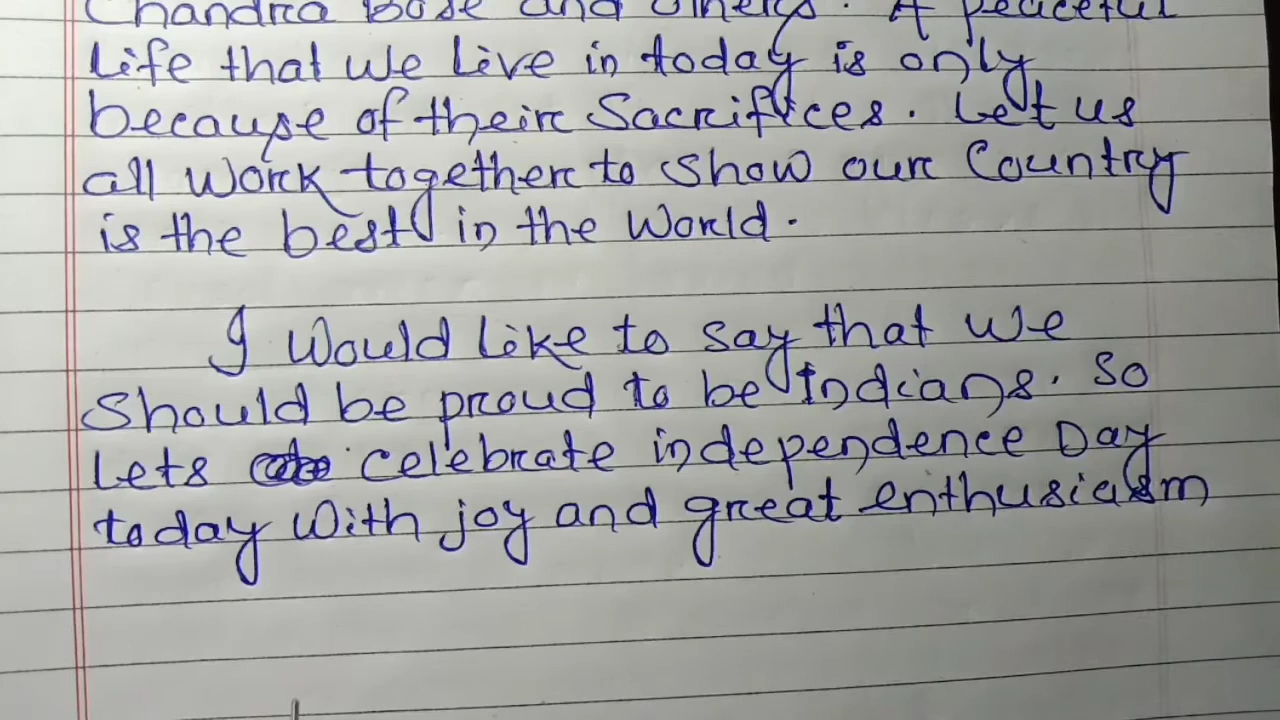 Chandra Bose and others. A peaceful
Life that we Live in today is only
because of their Sacrifices. Let us
all Work together to Show our Country
is the best in the World.
I Would Like to say that we
Should be proud to be Indians. So
Lets celebrate independence Day
today With joy and great enthusiasm